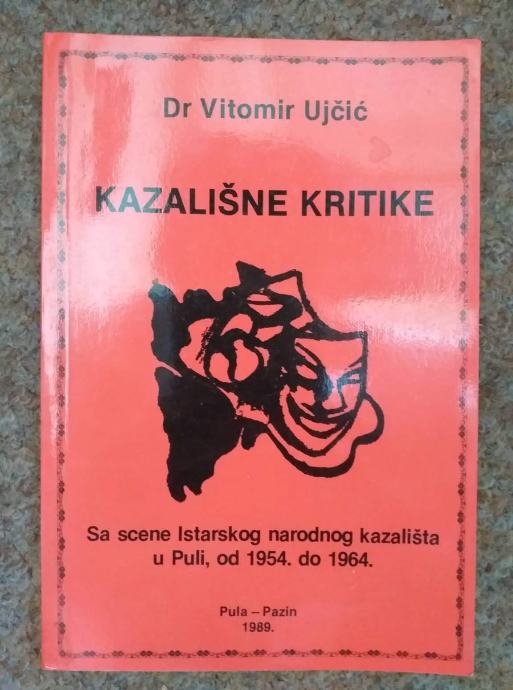 Dr Vitomir Ujčić
KAZALIŠNE KRITIKE
Sa scene Istarskog narodnog kazališta
u Puli, od 1954. do 1964.
Pula – Pazin
1989.